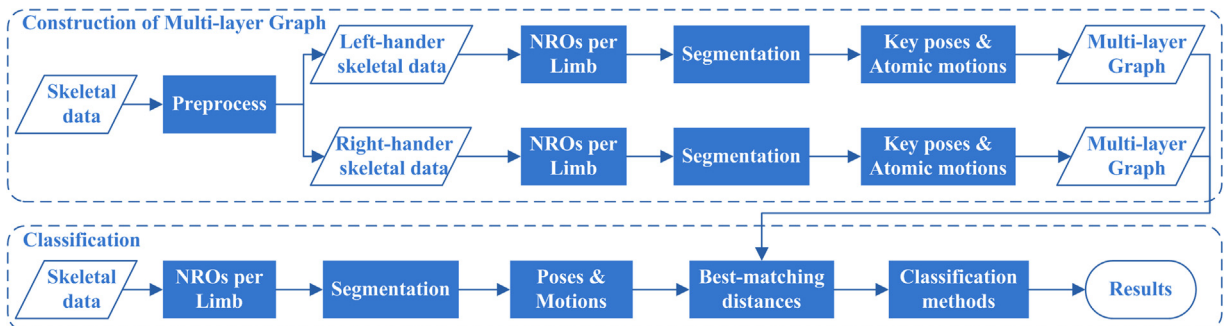 Construction of Multi-layer Graph
Skeletal
data
Preprocess
Left-hander
skeletal data
NROs per
Limb
Segmentation
Key poses &
Atomic motions
Multi-layer
Graph
Right-hander
skeletal data
NROs per
Limb
Segmentation
Key poses &
Atomic motions
Multi-layer
Graph
Classification
Skeletal
data
NROs per
Limb
Segmentation
Poses &
Motions
Best-matching
distances
Classification
methods
Results